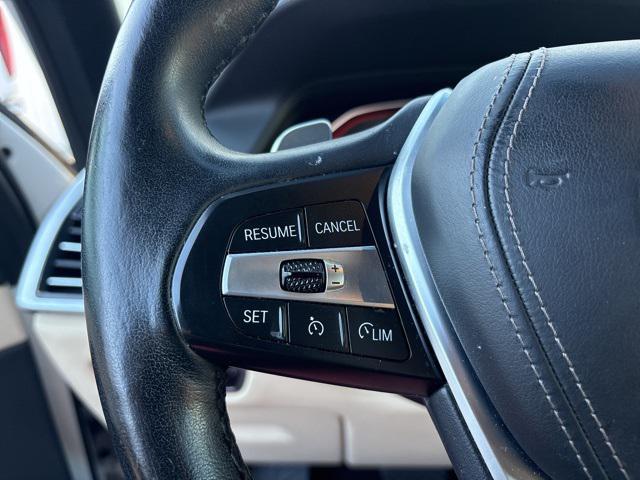 RESUME CANCEL
+
-
SET LIM